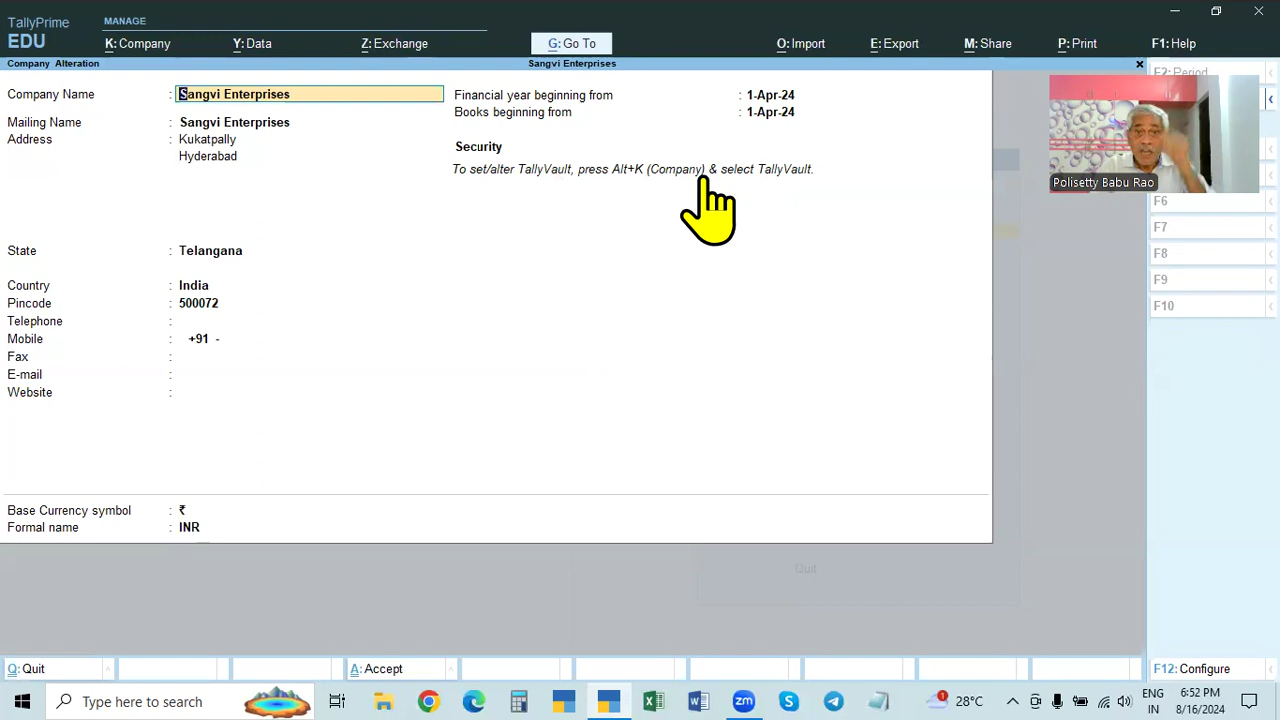 TallyPrime
EDU
MANAGE
K: Company
Y: Data
Z: Exchange
G: Go To
O: Import
E: Export
M: Share
P: Print
F1: Help
Company Alteration
Sangvi Enterprises
F2: Period
Company Name : Sangvi Enterprises
Financial year beginning from : 1-Apr-24
Books beginning from : 1-Apr-24
Mailing Name : Sangvi Enterprises
Address : Kukatpally
Hyderabad
Security
To set/alter TallyVault, press Alt+K (Company) & select TallyVault.
Polisetty Babu Rao
F6
F7
F8
F9
F10
State : Telangana
Country : India
Pincode : 500072
Telephone :
Mobile : +91 -
Fax :
E-mail :
Website :
Base Currency symbol : ₹
Formal name : INR
Quit
Q: Quit
A: Accept
F12: Configure
Type here to search
28°C
ENG
IN
6:52 PM
8/16/2024